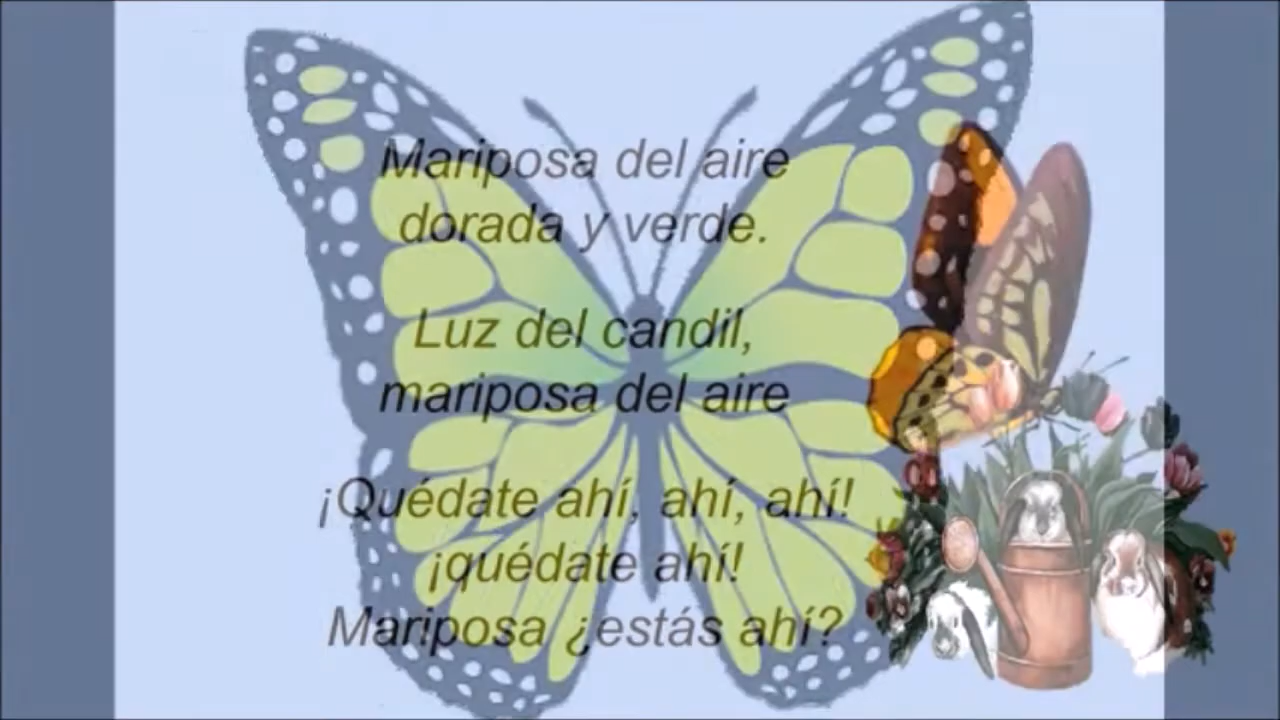 Mariposa del aire
dorada y verde.
Luz del candil,
mariposa del aire
¡Quédate ahí, ahí, ahí!
¡quédate ahí!
Mariposa ¿estás ahí?